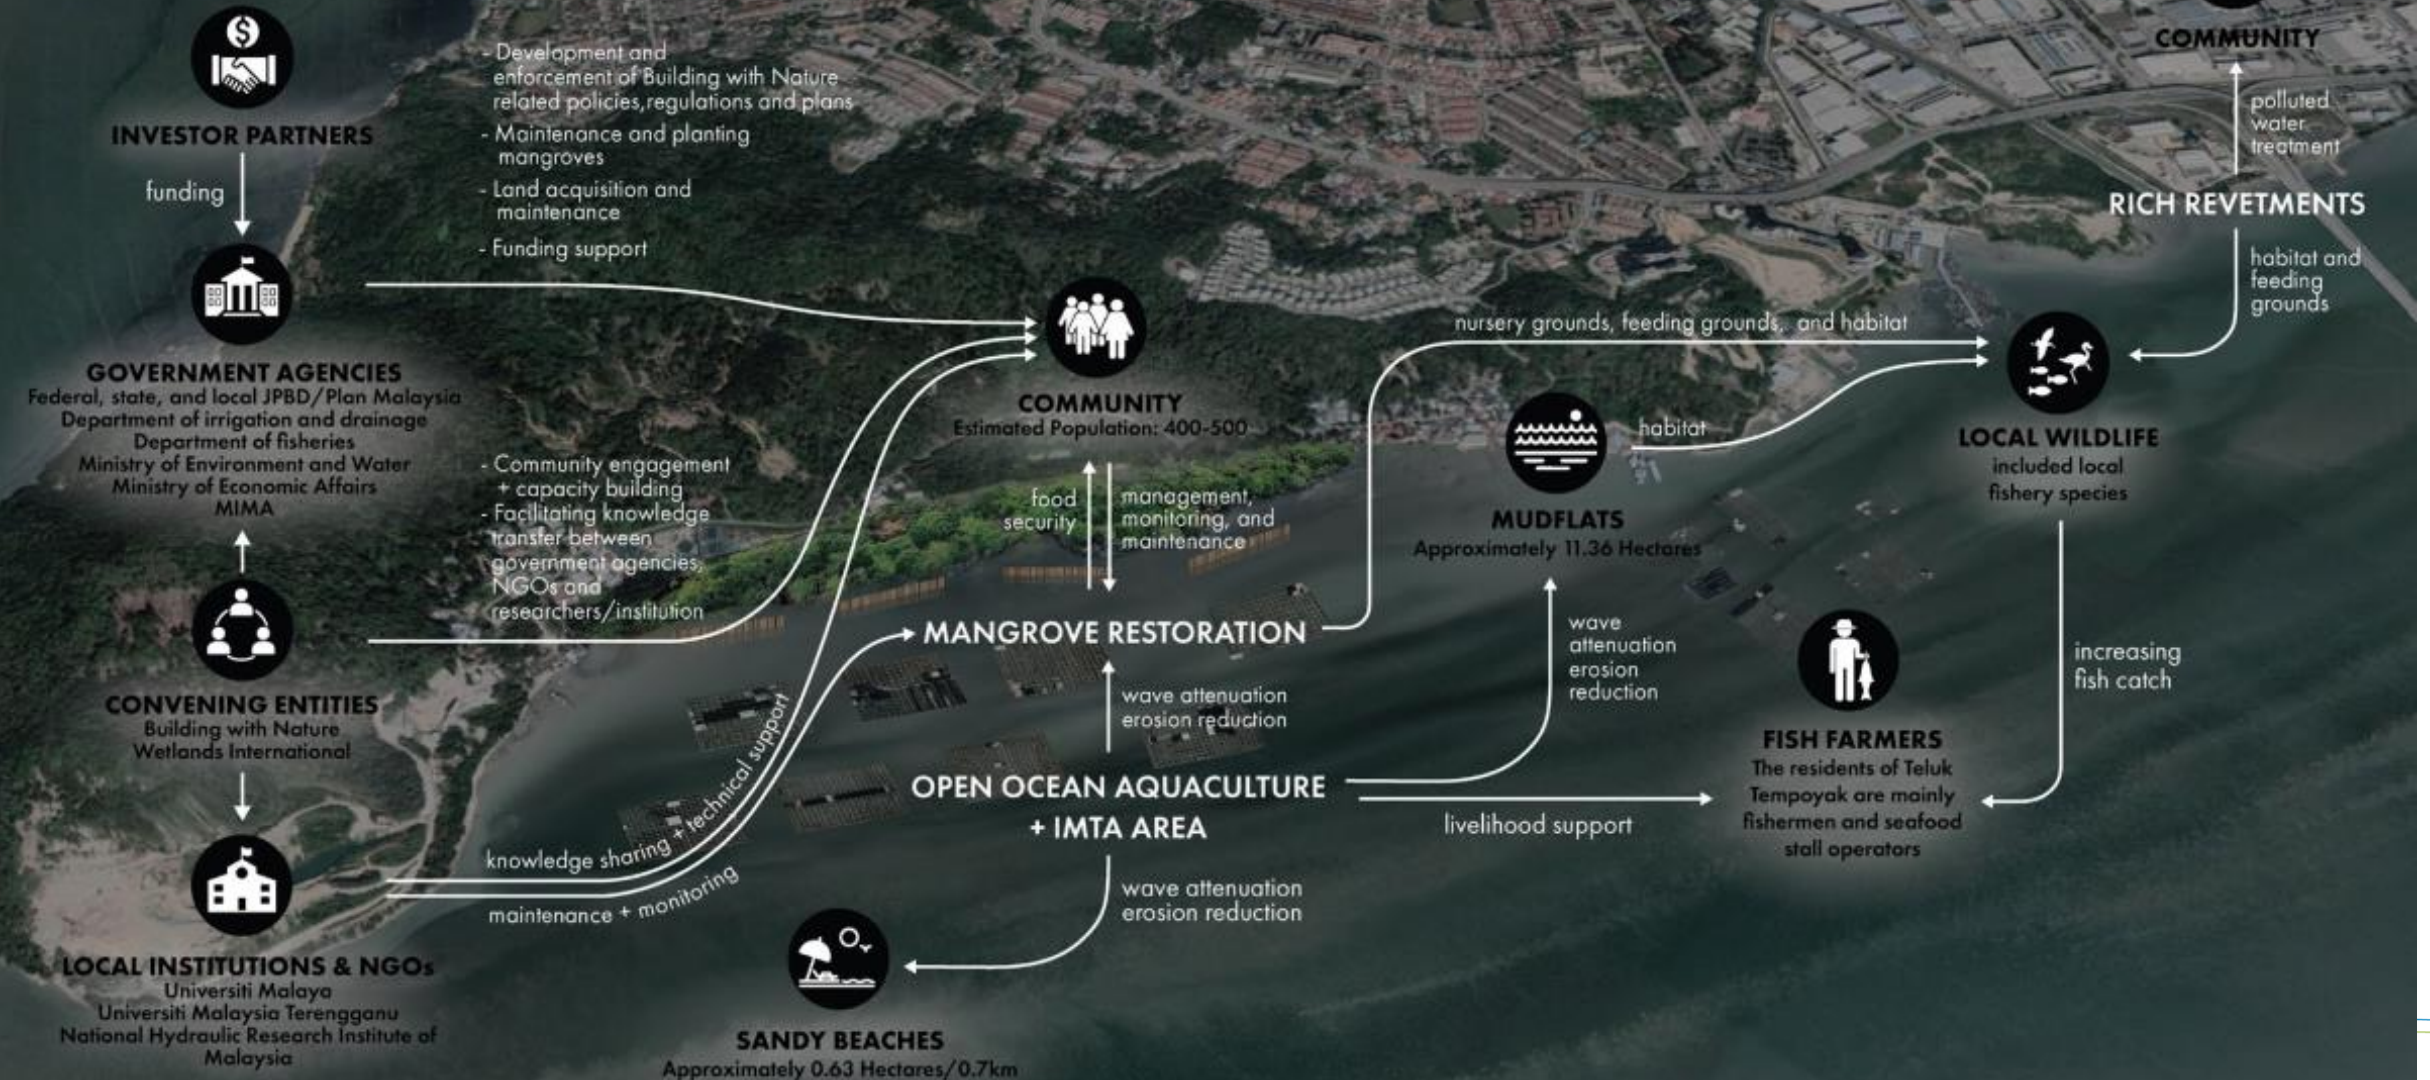 INVESTOR PARTNERS
funding
GOVERNMENT AGENCIES
Federal, state, and local JPBD/Plan Malaysia
Department of irrigation and drainage
Department of fisheries
Ministry of Environment and Water
Ministry of Economic Affairs
MIMA
CONVENING ENTITIES
Building with Nature
Wetlands International
LOCAL INSTITUTIONS & NGOs
Universiti Malaya
Universiti Malaysia Terengganu
National Hydraulic Research Institute of
Malaysia
- Development and
enforcement of Building with Nature
related policies, regulations and plans
- Maintenance and planting
mangroves
- Land acquisition and
maintenance
- Funding support
- Community engagement
+ capacity building
- Facilitating knowledge
transfer between
government agencies,
NGOs and
researchers/institution
knowledge sharing + technical support
maintenance + monitoring
COMMUNITY
Estimated Population: 400-500
food
security
management,
monitoring, and
maintenance
MANGROVE RESTORATION
wave attenuation
erosion reduction
OPEN OCEAN AQUACULTURE
+ IMTA AREA
wave attenuation
erosion reduction
SANDY BEACHES
Approximately 0.63 Hectares/0.7km
nursery grounds, feeding grounds, and habitat
MUDFLATS
Approximately 11.36 Hectares
habitat
wave
attenuation
erosion
reduction
livelihood support
FISH FARMERS
The residents of Teluk
Tempoyak are mainly
fishermen and seafood
stall operators
COMMUNITY
polluted
water
treatment
RICH REVETMENTS
habitat and
feeding
grounds
LOCAL WILDLIFE
included local
fishery species
increasing
fish catch